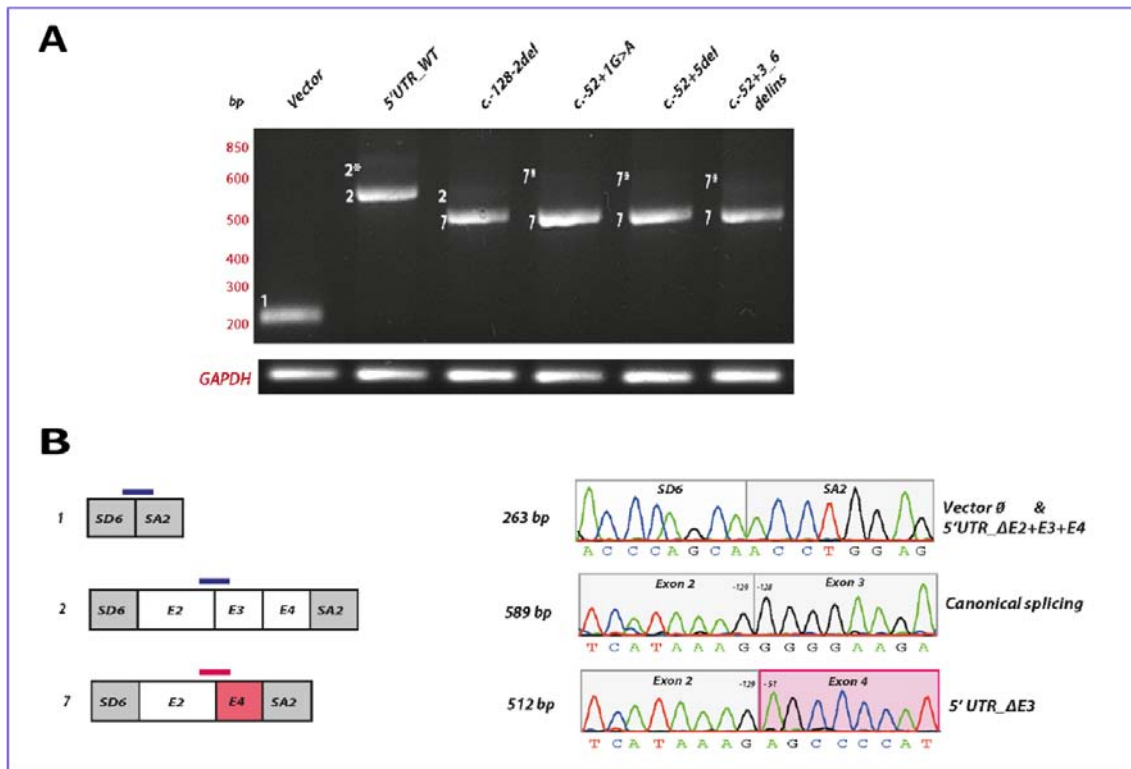 A
bp
Vector
5'UTR_WT
c.-128-2del
c.-52+1G>A
c.-52+5del
c.-52+3_6
delins
850
600
500
400
300
200
1
2*
2
2
7
7*
7
7*
7
7*
7
GAPDH
B
1
SD6
SA2
263 bp
SD6
SA2
A C C C A G C A A C C T G G A G
Vector Ø &
5'UTR_ΔE2+E3+E4
2
SD6
E2
E3
E4
SA2
589 bp
Exon 2
-129
-128
Exon 3
T C A T A A A G G G G G A A G A
Canonical splicing
7
SD6
E2
E4
SA2
512 bp
Exon 2
-129
-51
Exon 4
T C A T A A A G A G C C C C A T
5' UTR_ΔE3